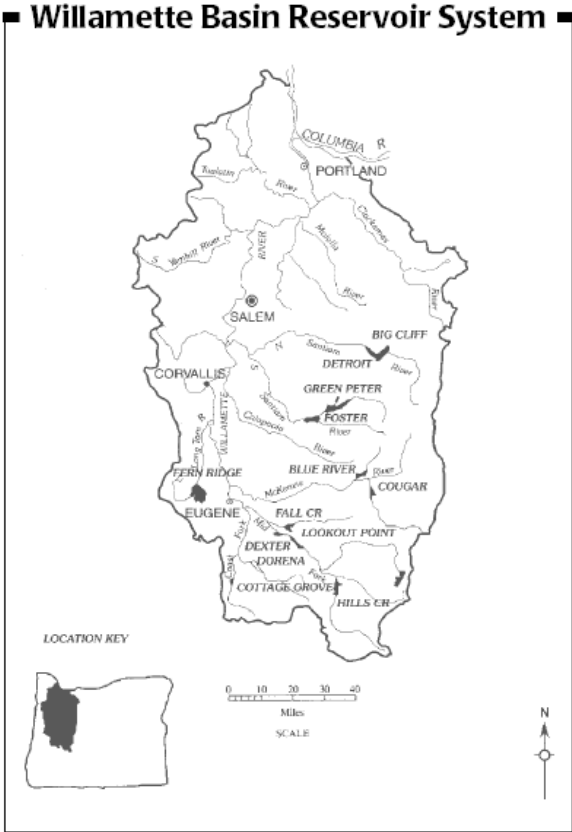 Willamette Basin Reservoir System
COLUMBIA R
PORTLAND
Tualatin River
Clackamas River
Molalla River
S Yamhill River
RIVER
SALEM
BIG CLIFF
N Santiam River
DETROIT
CORVALLIS
GREEN PETER
S Santiam River
FOSTER
WILLAMETTE
Calapooia River
Long Tom R
BLUE RIVER
FERN RIDGE
McKenzie River
COUGAR
EUGENE
FALL CR
LOOKOUT POINT
Mid Fork
Coast Fork
DEXTER
DORENA
COTTAGE GROVE
HILLS CR
LOCATION KEY
0 10 20 30 40
Miles
SCALE
N